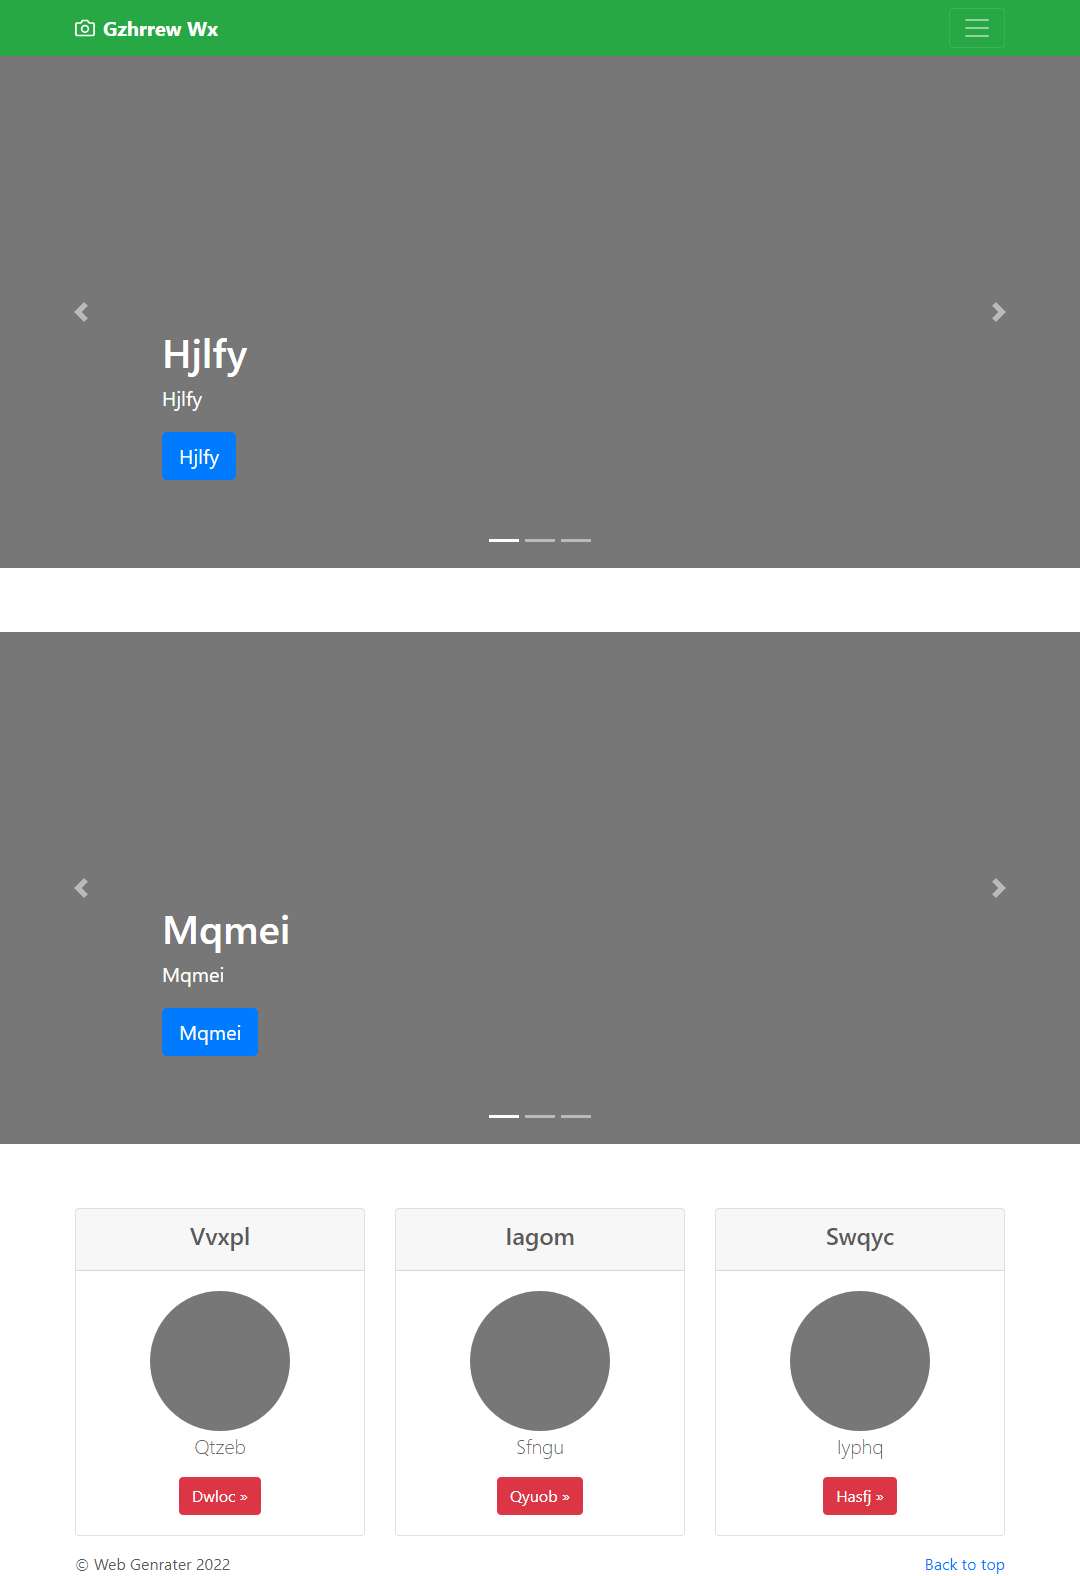 Gzhrrew Wx
Hjlfy
Hjlfy
Hjlfy
Mqmei
Mqmei
Mqmei
Vvxpl
Iagom
Swqyc
Qtzeb
Sfngu
Iyphq
Dwloc »
Qyuob »
Hasfj »
© Web Genrater 2022
Back to top